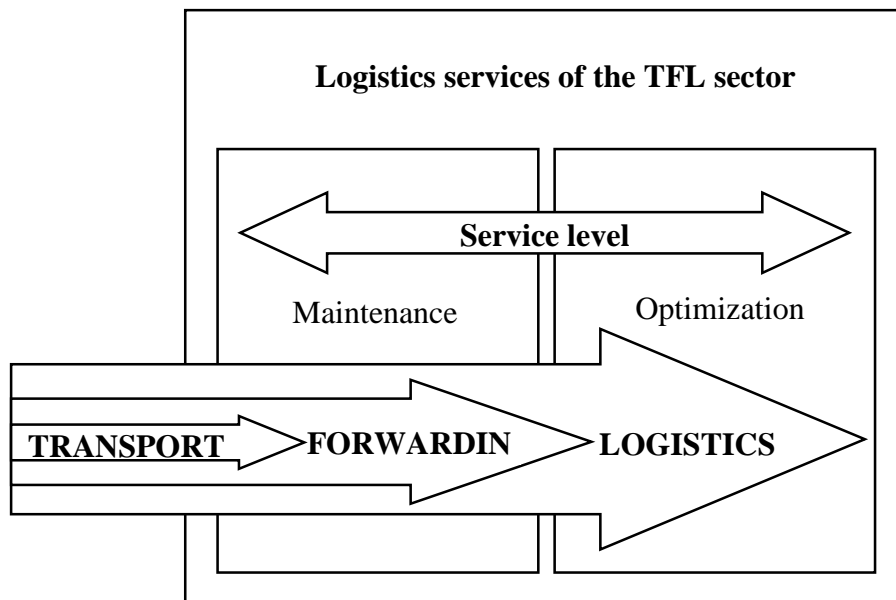 Logistics services of the TFL sector
Service level
Maintenance
Optimization
TRANSPORT
FORWARDIN
LOGISTICS